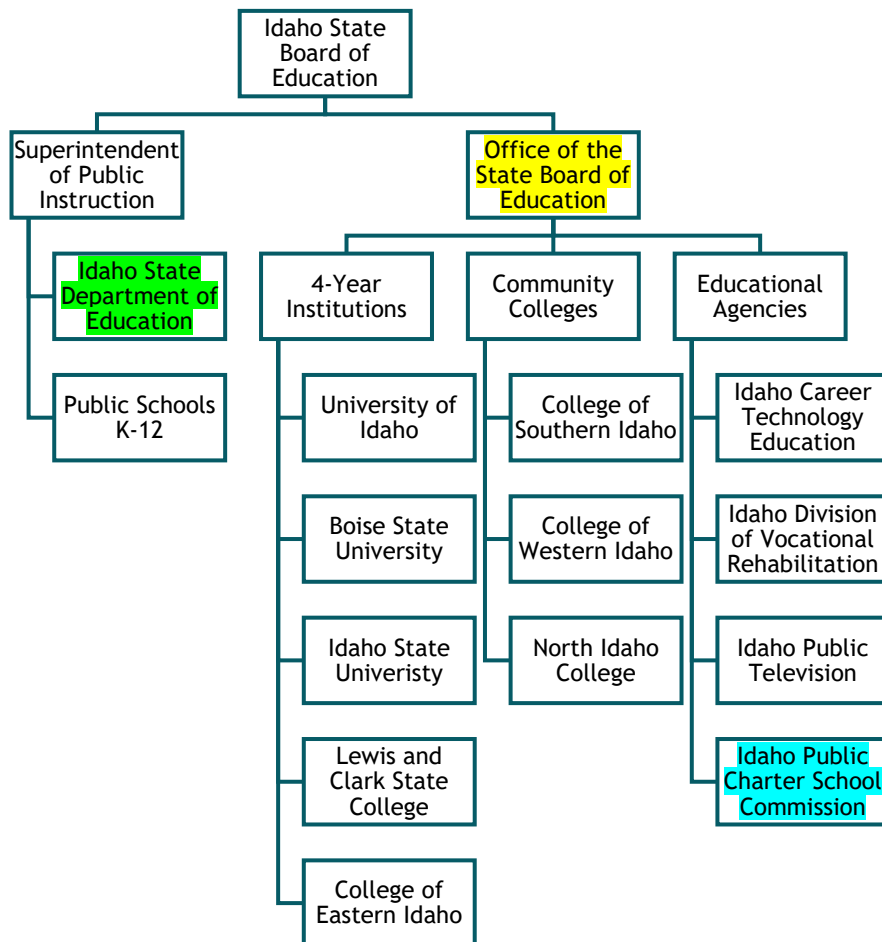 Idaho State
Board of
Education
Superintendent
of Public
Instruction
Office of the
State Board of
Education
Idaho State
Department of
Education
Public Schools
K-12
4-Year
Institutions
Community
Colleges
Educational
Agencies
University of
Idaho
Boise State
University
Idaho State
Univeristy
Lewis and
Clark State
College
College of
Eastern Idaho
College of
Southern Idaho
College of
Western Idaho
North Idaho
College
Idaho Career
Technology
Education
Idaho Division
of Vocational
Rehabilitation
Idaho Public
Television
Idaho Public
Charter School
Commission